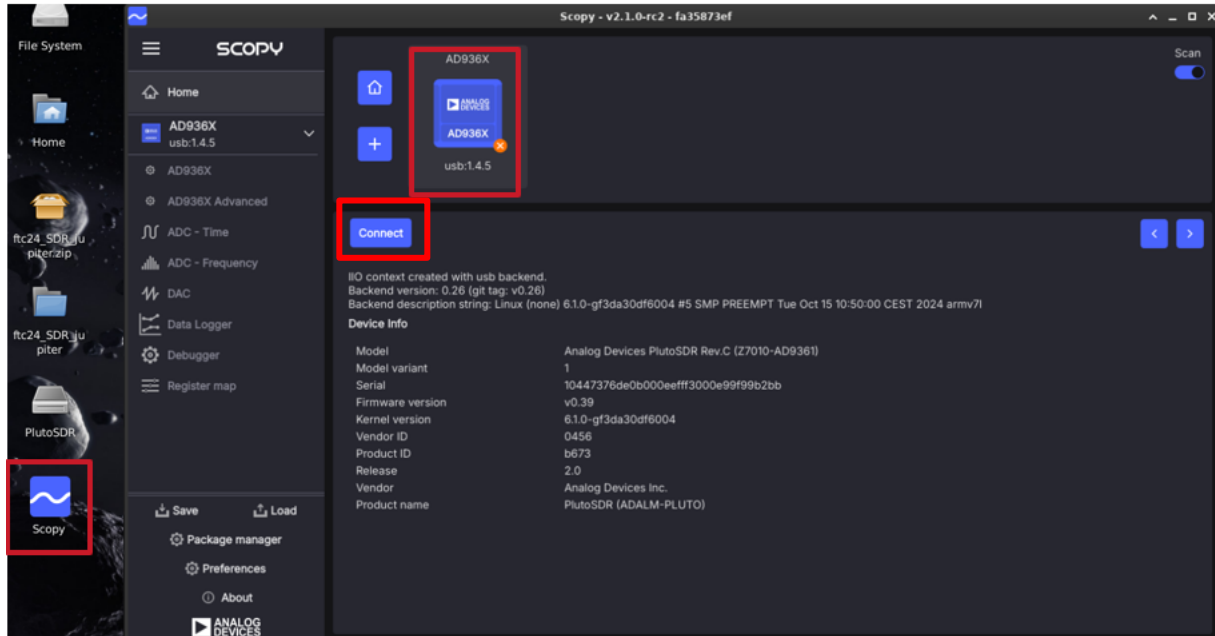 Scopy - v2.1.0-rc2 - fa35873ef
File System
Home
ftc24_SDR_ju
piter.zip
ftc24_SDR_ju
piter
PlutoSDR
Scopy
SCOPY
Home
AD936X
usb:1.4.5
AD936X
AD936X Advanced
ADC - Time
ADC - Frequency
DAC
Data Logger
Debugger
Register map
Save
Load
Package manager
Preferences
About
ANALOG
DEVICES
AD936X
ANALOG
DEVICES
AD936X
usb:1.4.5
Scan
Connect
IIO context created with usb backend.
Backend version: 0.26 (git tag: v0.26)
Backend description string: Linux (none) 6.1.0-gf3da30df6004 #5 SMP PREEMPT Tue Oct 15 10:50:00 CEST 2024 armv7l
Device Info
Model Analog Devices PlutoSDR Rev.C (Z7010-AD9361)
Model variant 1
Serial 10447376de0b000eefff3000e99f99b2bb
Firmware version v0.39
Kernel version 6.1.0-gf3da30df6004
Vendor ID 0456
Product ID b673
Release 2.0
Vendor Analog Devices Inc.
Product name PlutoSDR (ADALM-PLUTO)